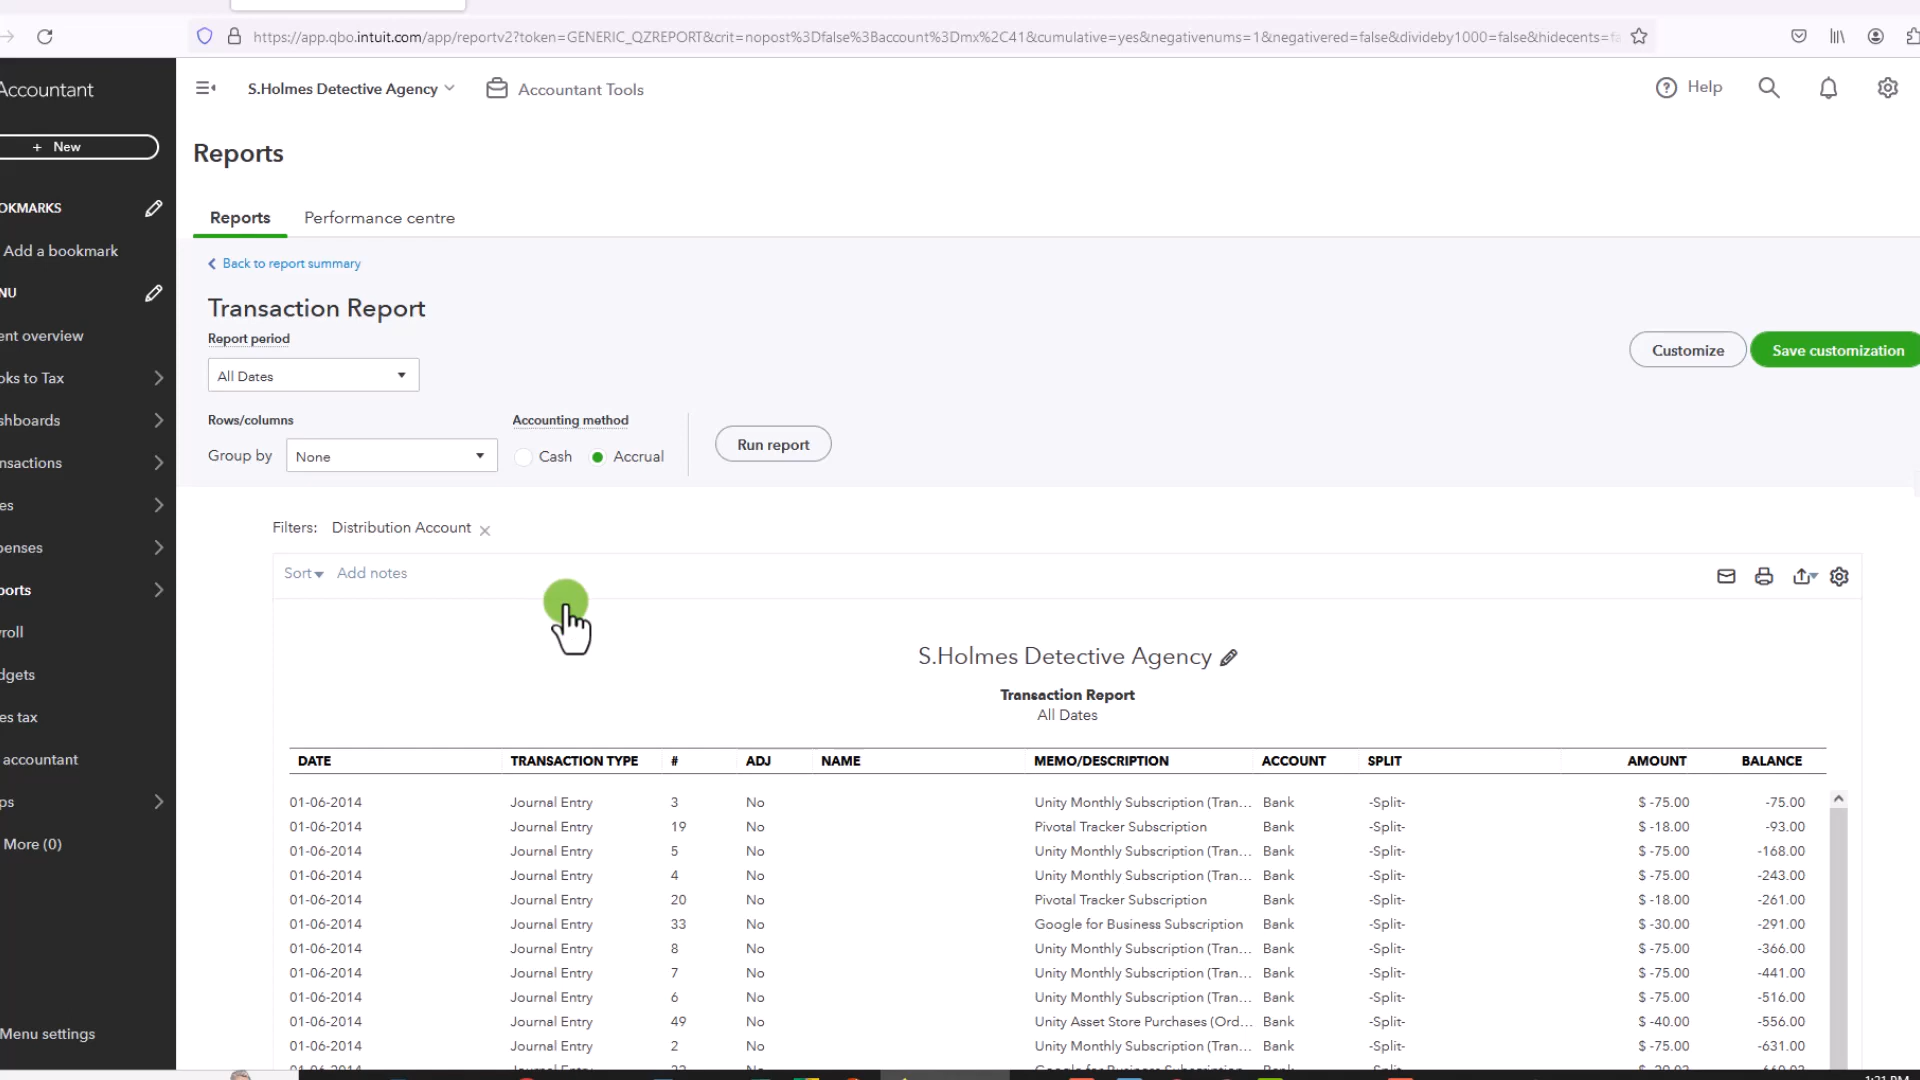 https://app.qbo.intuit.com/app/reportv2?token=GENERIC_QZREPORT&crit=nopost%3Dfalse%3Baccount%3Dmx%2C41&cumulative=yes&negativenums=1&negativered=false&divideby1000=false&hidecents=f
Accountant
S.Holmes Detective Agency
Accountant Tools
Help
+ New
Reports
OKMARKS
Reports
Performance centre
Add a bookmark
Back to report summary
NU
Transaction Report
ent overview
Report period
Customize
Save customization
All Dates
oks to Tax
shboards
Rows/columns
Accounting method
Group by
None
Cash
Accrual
Run report
nsactions
es
Filters: Distribution Account
penses
Sort
Add notes
ports
roll
S.Holmes Detective Agency
dgets
Transaction Report
es tax
All Dates
accountant
DATE TRANSACTION TYPE # ADJ NAME MEMO/DESCRIPTION ACCOUNT SPLIT AMOUNT BALANCE
ps
01-06-2014 Journal Entry 3 No Unity Monthly Subscription (Tran... Bank -Split- $ -75.00 -75.00
01-06-2014 Journal Entry 19 No Pivotal Tracker Subscription Bank -Split- $ -18.00 -93.00
More (0)
01-06-2014 Journal Entry 5 No Unity Monthly Subscription (Tran... Bank -Split- $ -75.00 -168.00
01-06-2014 Journal Entry 4 No Unity Monthly Subscription (Tran... Bank -Split- $ -75.00 -243.00
01-06-2014 Journal Entry 20 No Pivotal Tracker Subscription Bank -Split- $ -18.00 -261.00
01-06-2014 Journal Entry 33 No Google for Business Subscription Bank -Split- $ -30.00 -291.00
01-06-2014 Journal Entry 8 No Unity Monthly Subscription (Tran... Bank -Split- $ -75.00 -366.00
01-06-2014 Journal Entry 7 No Unity Monthly Subscription (Tran... Bank -Split- $ -75.00 -441.00
01-06-2014 Journal Entry 6 No Unity Monthly Subscription (Tran... Bank -Split- $ -75.00 -516.00
01-06-2014 Journal Entry 49 No Unity Asset Store Purchases (Ord... Bank -Split- $ -40.00 -556.00
Menu settings
01-06-2014 Journal Entry 2 No Unity Monthly Subscription (Tran... Bank -Split- $ -75.00 -631.00